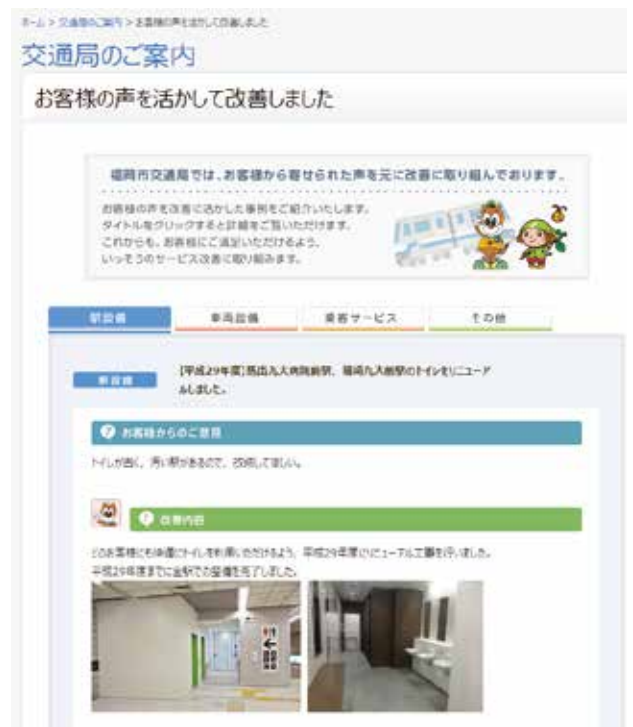 ホーム > 交通局のご案内 > お客様の声を活かして改善しました
交通局のご案内
お客様の声を活かして改善しました
福岡市交通局では、お客様から寄せられた声を元に改善に取り組んでおります。
お客様の声を改善に活かした事例をご紹介いたします。
タイトルをクリックすると詳細をご覧いただけます。
これからも、お客様にご満足いただけるよう、
いっそうのサービス改善に取り組みます。
駅設備 車両設備 乗客サービス その他
駅設備
【平成29年度】馬出九大病院前駅、箱崎九大前駅のトイレをリニューア
ルしました。
? お客様からのご意見
トイレが古く、汚い駅があるので、改修してほしい。
改善内容
どのお客様にも快適にトイレを利用いただけるよう、平成29年度にリニューアル工事を行いました。
平成29年度までに全駅での整備を完了しました。